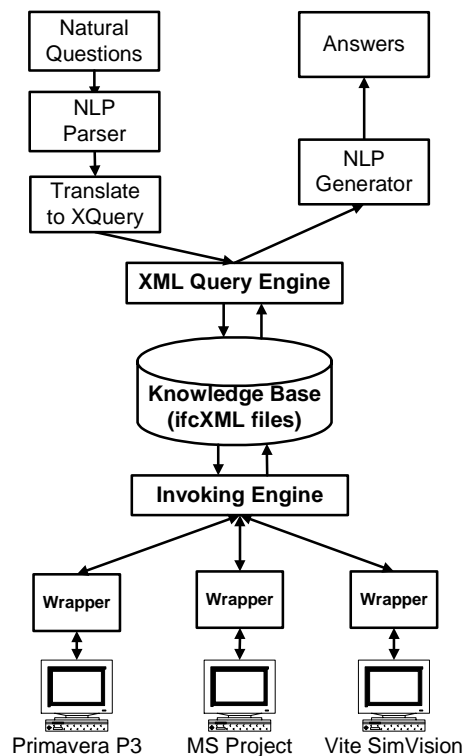 Natural
Questions
Answers
NLP
Parser
NLP
Generator
Translate
to XQuery
XML Query Engine
Knowledge Base
(ifcXML files)
Invoking Engine
Wrapper
Wrapper
Wrapper
Primavera P3
MS Project
Vite SimVision